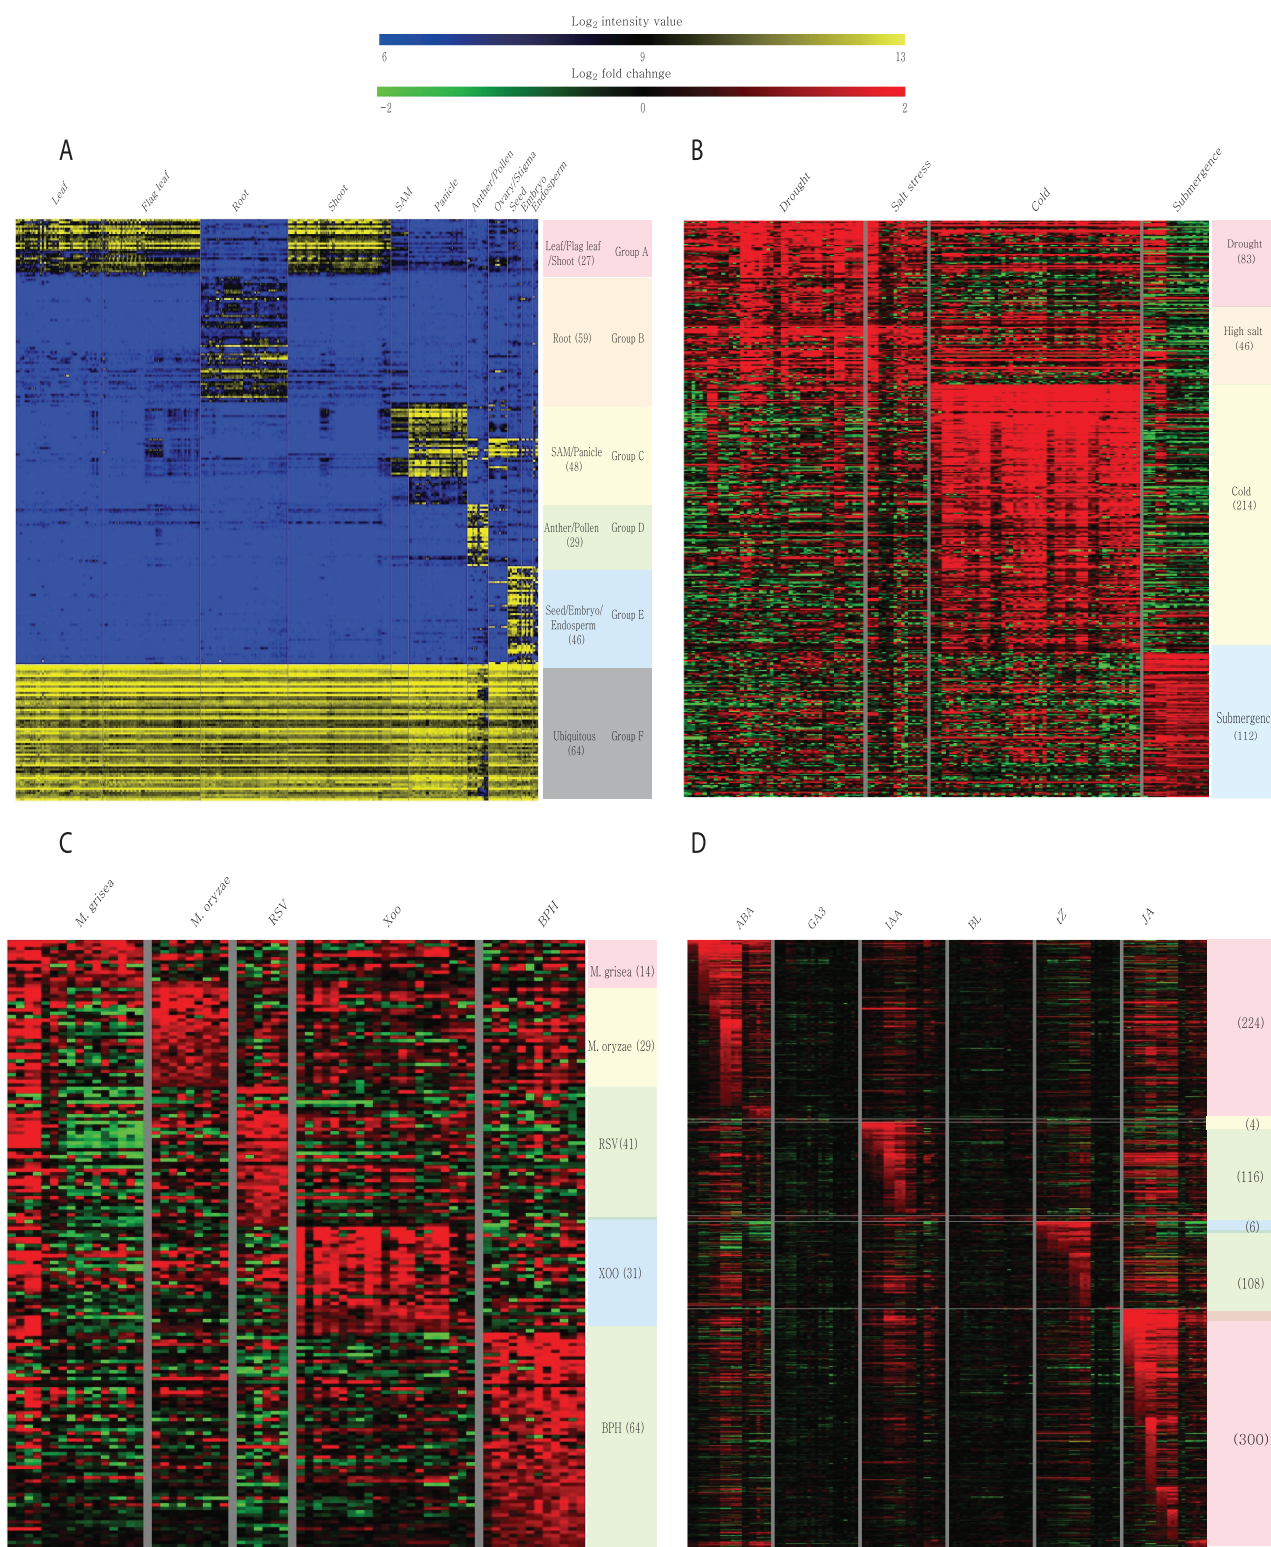 Log2 intensity value
6 9 13
Log2 fold chahnge
-2 0 2
A
Leaf Flag leaf Root Shoot SAM Panicle Anther/Pollen Ovary/Stigma Seed Embryo Endosperm
Leaf/Flag leaf
/Shoot (27) Group A
Root (59) Group B
SAM/Panicle
(48) Group C
Anther/Pollen
(29) Group D
Seed/Embryo/
Endosperm
(46) Group E
Ubiquitous
(64) Group F
B
Drought Salt stress Cold Submergence
Drought
(83)
High salt
(46)
Cold
(214)
Submergenc
(112)
C
M. grisea M. oryzae RSV Xoo BPH
M. grisea (14)
M. oryzae (29)
RSV(41)
XOO (31)
BPH (64)
D
ABA GA3 IAA BL tZ JA
(224)
(4)
(116)
(6)
(108)
(300)